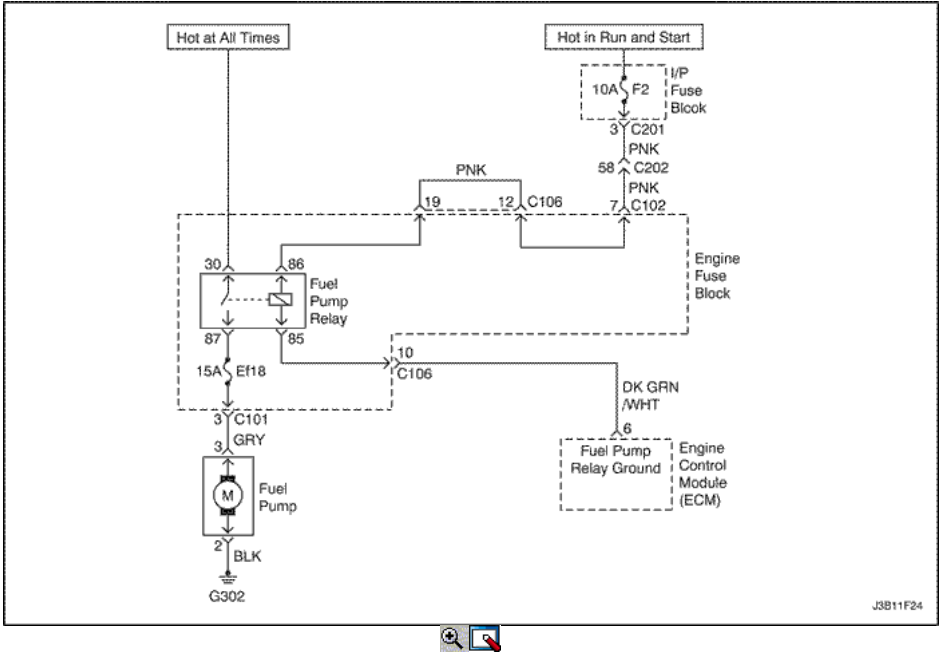 Hot at All Times
Hot in Run and Start
10A F2
I/P
Fuse
Blcok
3 C201
PNK
58 C202
PNK
7 C102
PNK
19 12 C106
Engine
Fuse
Block
30 86
Fuel
Pump
Relay
87 85
15A Ef18
10
C106
3 C101
GRY
3
DK GRN
/WHT
6
Fuel Pump
Relay Ground
Engine
Control
Module
(ECM)
M
Fuel
Pump
2
BLK
G302
J3B11F24